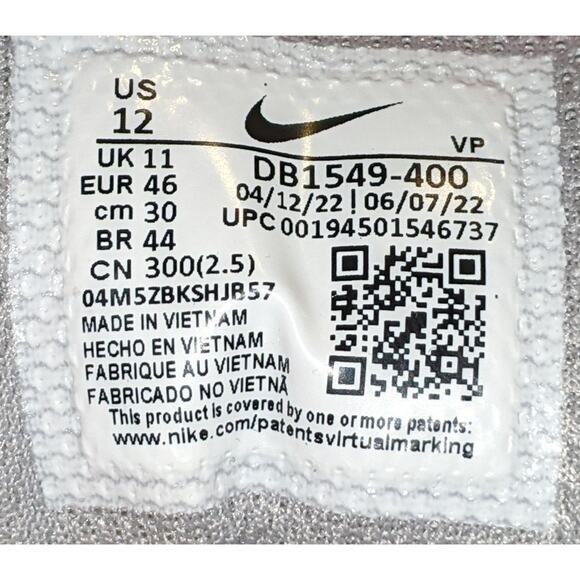 US
12
VP
UK 11
DB1549-400
EUR 46
04/12/22 | 06/07/22
cm 30
UPC 00194501546737
BR 44
CN 300(2.5)
04M5ZBKSHJB57
MADE IN VIETNAM
HECHO EN VIETNAM
FABRIQUE AU VIETNAM
FABRICADO NO VIETNÃ
This product is covered by one or more patents:
www.nike.com/patentsvirtualmarking